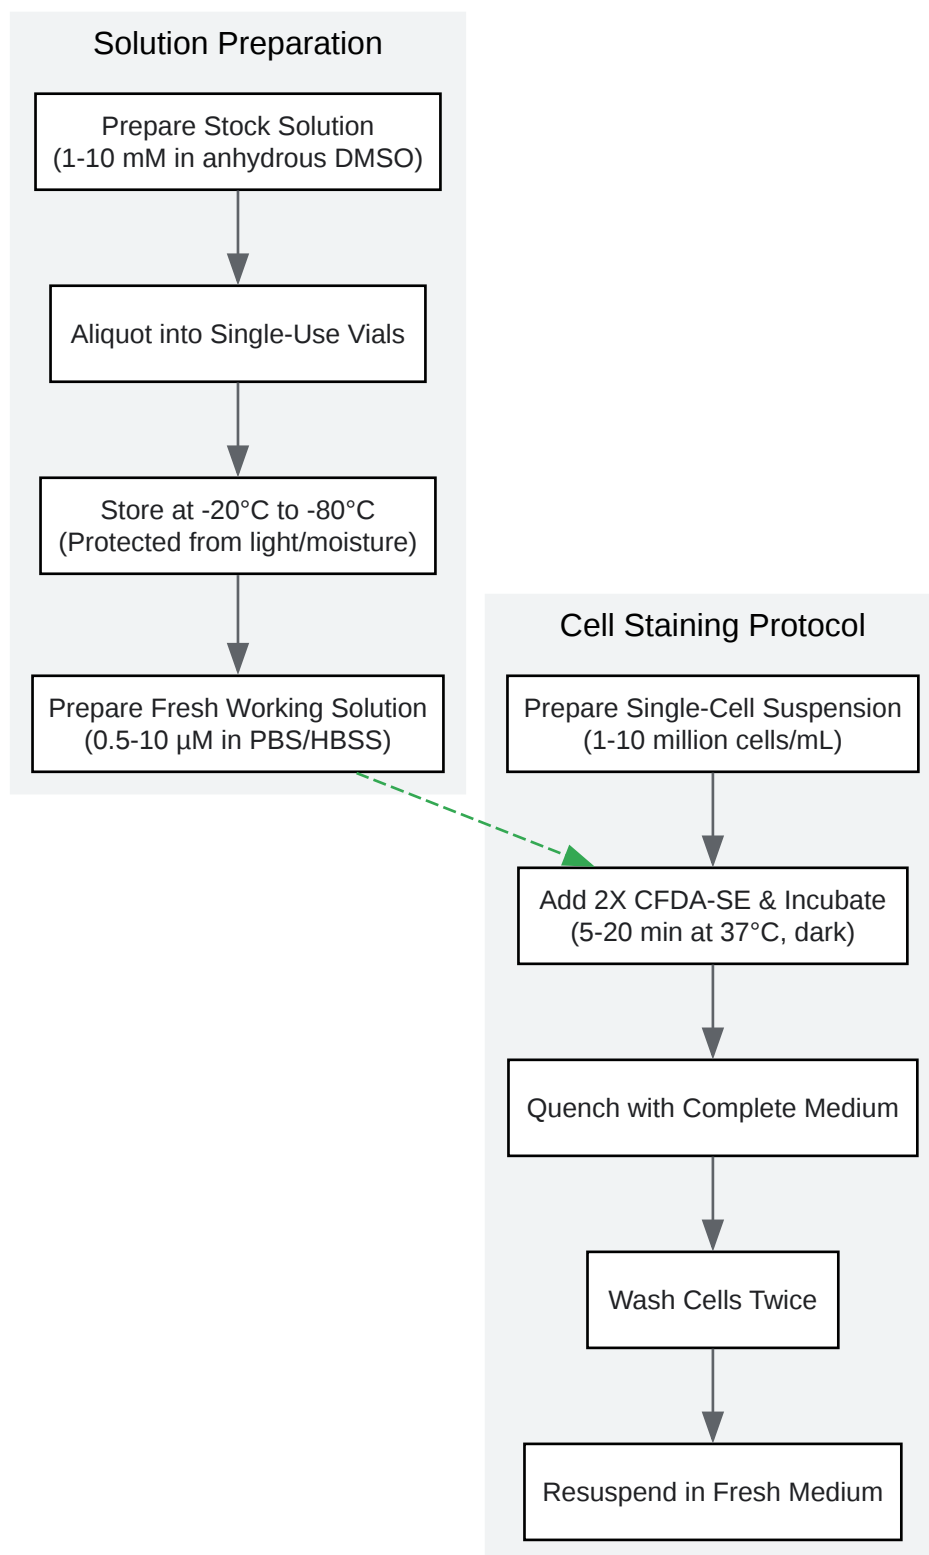 Solution Preparation
Prepare Stock Solution
(1-10 mM in anhydrous DMSO)
Aliquot into Single-Use Vials
Store at -20°C to -80°C
(Protected from light/moisture)
Prepare Fresh Working Solution
(0.5-10 µM in PBS/HBSS)
Cell Staining Protocol
Prepare Single-Cell Suspension
(1-10 million cells/mL)
Add 2X CFDA-SE & Incubate
(5-20 min at 37°C, dark)
Quench with Complete Medium
Wash Cells Twice
Resuspend in Fresh Medium